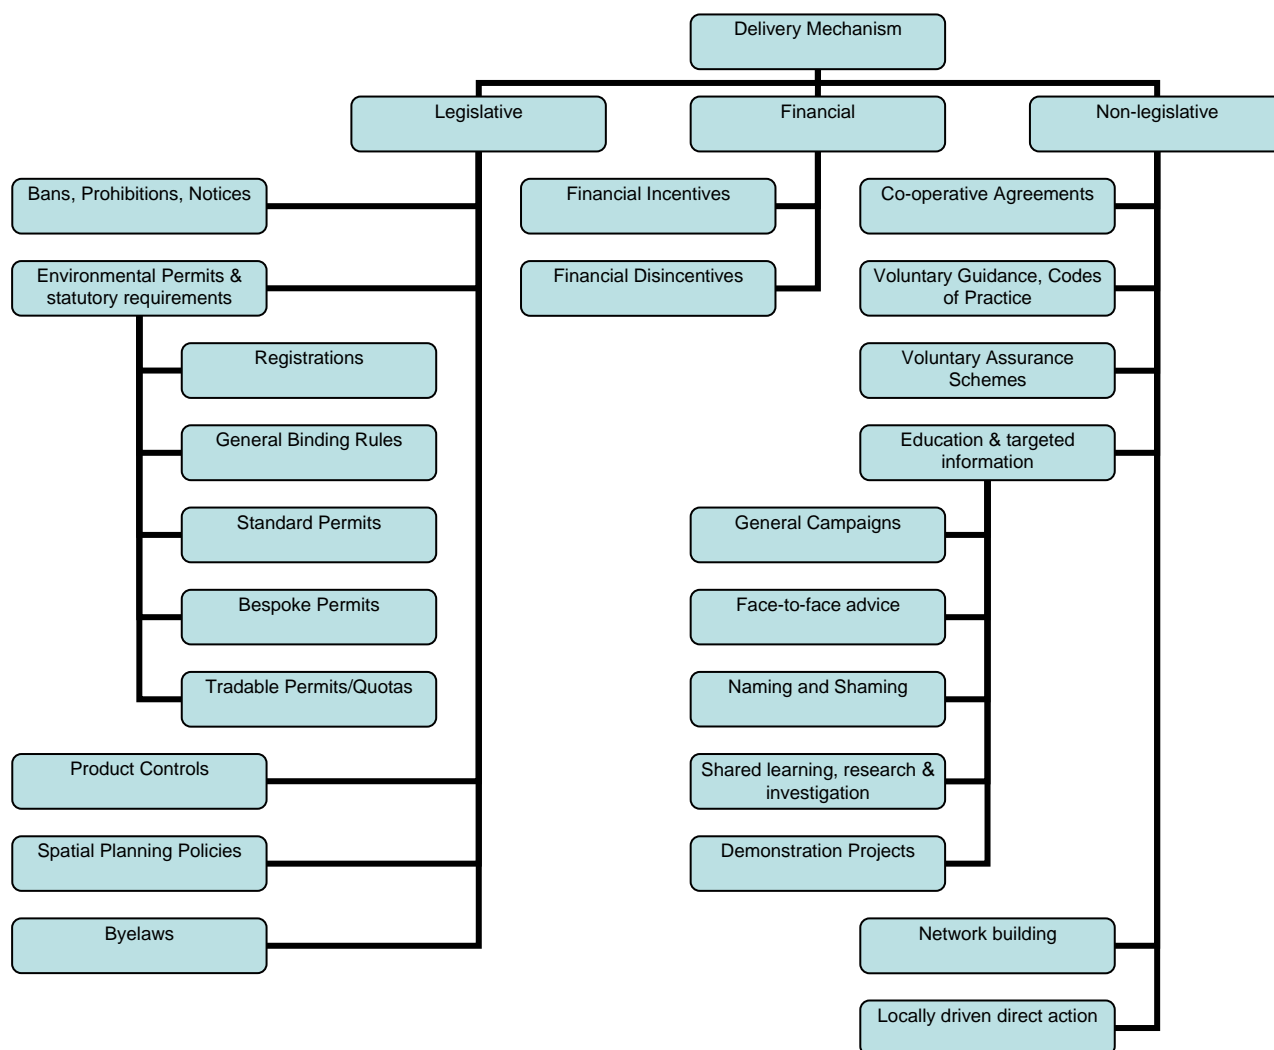 Delivery Mechanism
Legislative
Financial
Non-legislative
Bans, Prohibitions, Notices
Financial Incentives
Co-operative Agreements
Environmental Permits &
statutory requirements
Financial Disincentives
Voluntary Guidance, Codes
of Practice
Registrations
Voluntary Assurance
Schemes
General Binding Rules
Education & targeted
information
Standard Permits
General Campaigns
Bespoke Permits
Face-to-face advice
Tradable Permits/Quotas
Naming and Shaming
Product Controls
Shared learning, research &
investigation
Spatial Planning Policies
Demonstration Projects
Byelaws
Network building
Locally driven direct action